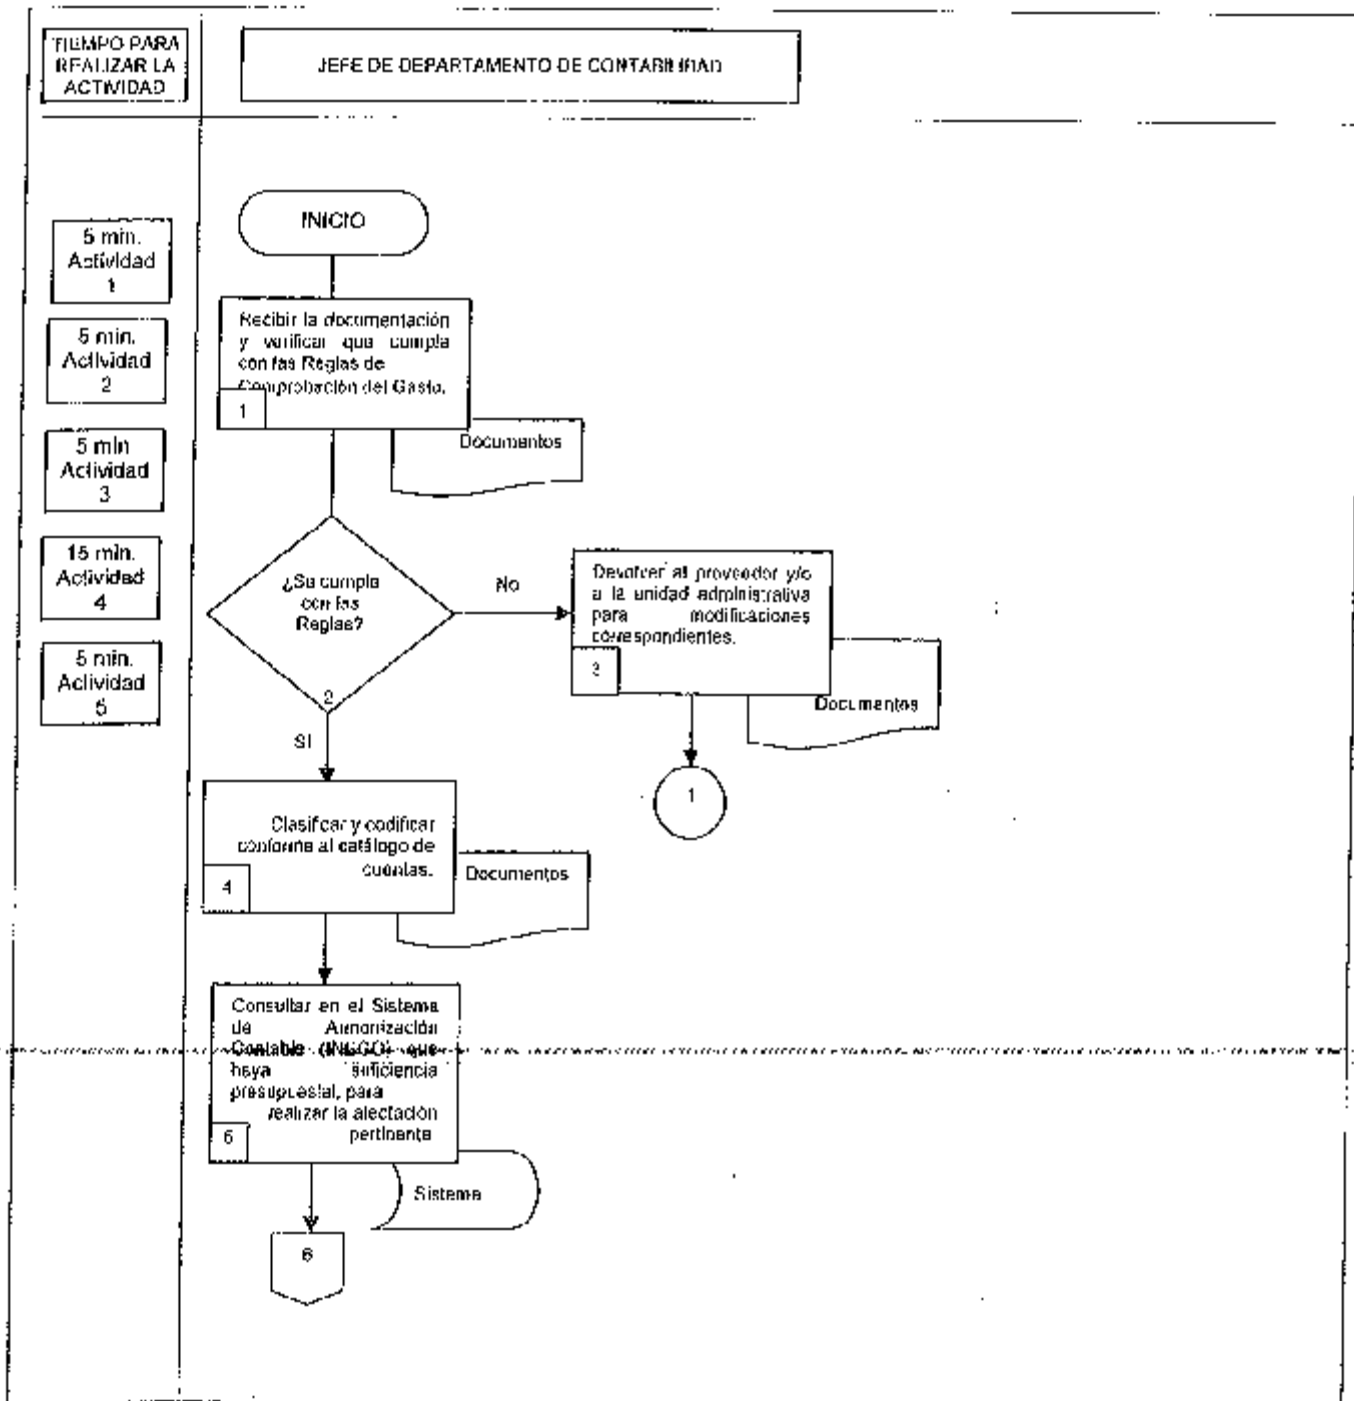 TIEMPO PARA
REALIZAR LA
ACTIVIDAD
JEFE DE DEPARTAMENTO DE CONTABILIDAD
INICIO
5 min.
Actividad
1
5 min.
Actividad
2
5 min
Actividad
3
15 min.
Actividad
4
5 min.
Actividad
5
Recibir la documentación
y verificar que cumpla
con las Reglas de
Comprobación del Gasto.
1
Documentos
¿Se cumple
con las
Reglas?
2
No
Devolver al proveedor y/o
a la unidad administrativa
para modificaciones
correspondientes.
3
Documentos
1
SI
Clasificar y codificar
conforme al catálogo de
cuentas.
4
Documentos
Consultar en el Sistema
de Armonización
Contable que
haya suficiencia
presupuestal, para
realizar la afectación
pertinente
5
Sistema
6